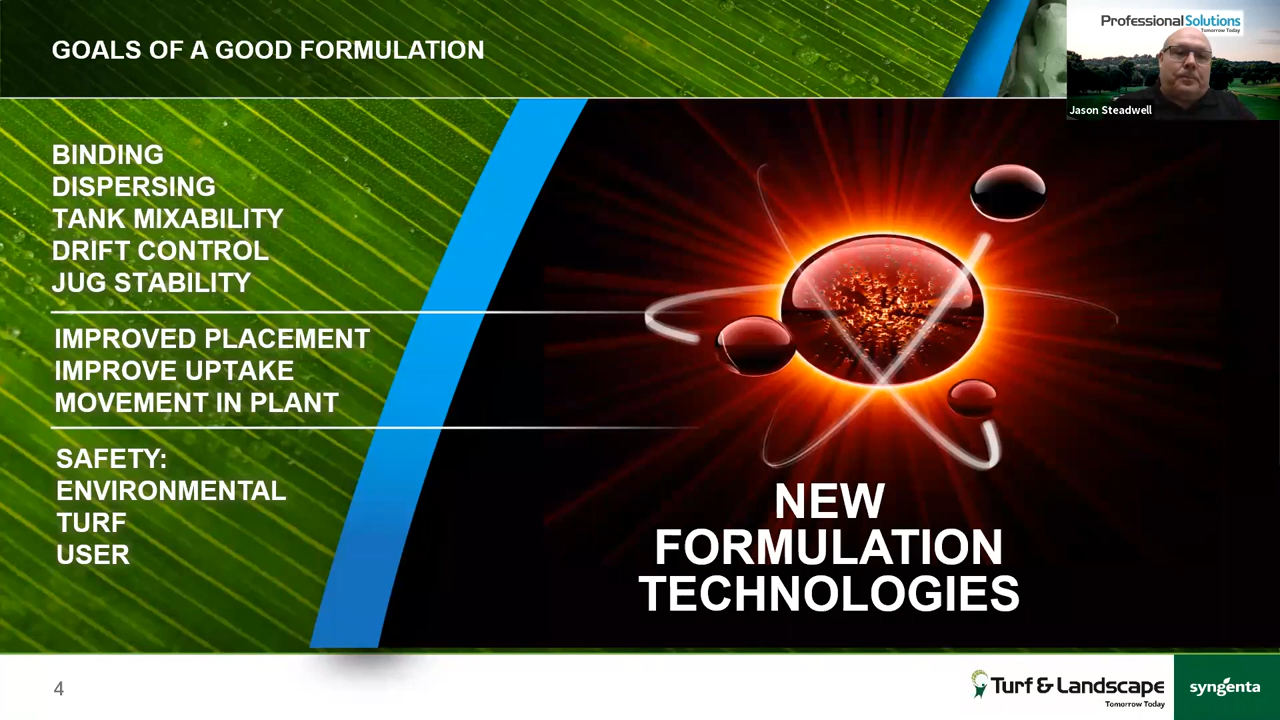 GOALS OF A GOOD FORMULATION
Professional Solutions
Tomorrow Today
Jason Steadwell
BINDING
DISPERSING
TANK MIXABILITY
DRIFT CONTROL
JUG STABILITY
IMPROVED PLACEMENT
IMPROVE UPTAKE
MOVEMENT IN PLANT
SAFETY:
ENVIRONMENTAL
TURF
USER
NEW
FORMULATION
TECHNOLOGIES
4
Turf & Landscape
Tomorrow Today
syngenta